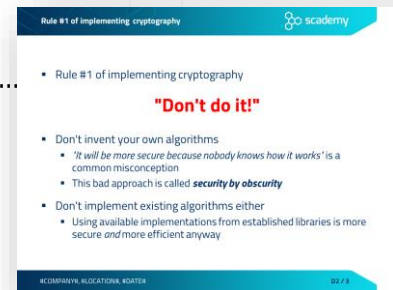 Rule #1 of implementing cryptography
scademy
▪ Rule #1 of implementing cryptography
"Don't do it!"
▪ Don't invent your own algorithms
▪ 'It will be more secure because nobody knows how it works' is a
common misconception
▪ This bad approach is called security by obscurity
▪ Don't implement existing algorithms either
▪ Using available implementations from established libraries is more
secure and more efficient anyway
#COMPANY#, #LOCATION#, #DATE#
D2 / 3